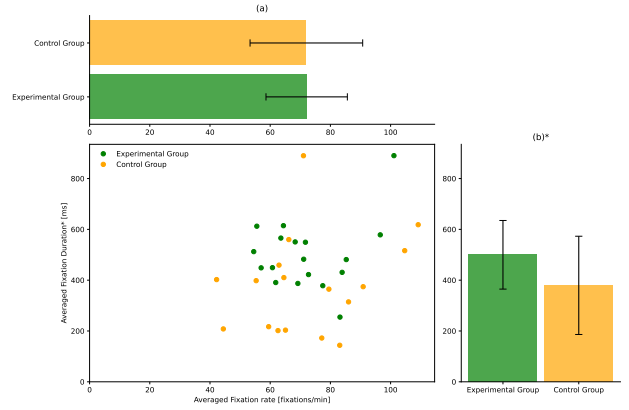 (a)
Control Group
Experimental Group
0 20 40 60 80 100
Experimental Group
Control Group
Averaged Fixation Duration* [ms]
800
600
400
200
0
0 20 40 60 80 100
Averaged Fixation rate [fixations/min]
(b)*
800
600
400
200
0
Experimental Group Control Group